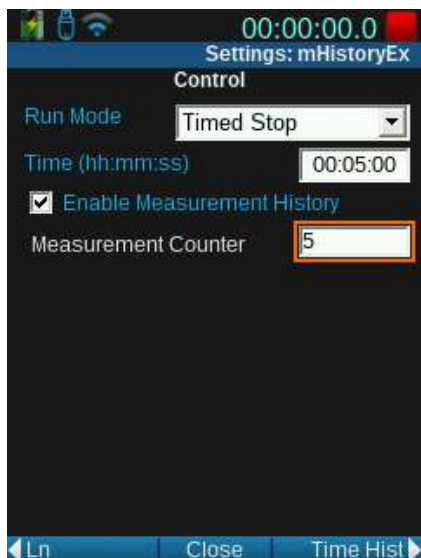 00:00:00.0
Settings: mHistoryEx
Control
Run Mode Timed Stop
Time (hh:mm:ss) 00:05:00
Enable Measurement History
Measurement Counter 5
Ln Close Time Hist